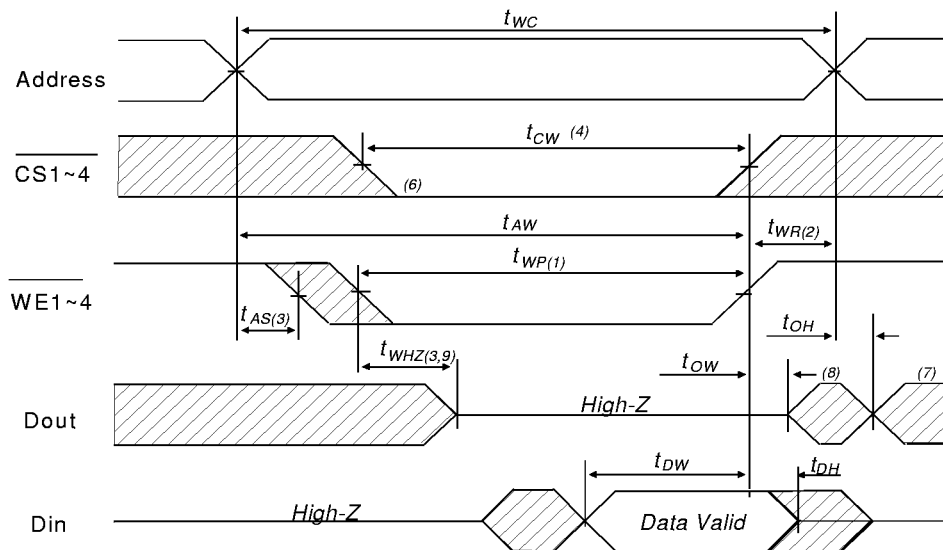 tWC
Address
tCW (4)
CS1~4
(6)
tAW
tWR(2)
tWP(1)
WE1~4
tAS(3)
tOH
tWHZ(3,9)
tOW
(8)
(7)
Dout
High-Z
tDW
tDH
Din
High-Z
Data Valid